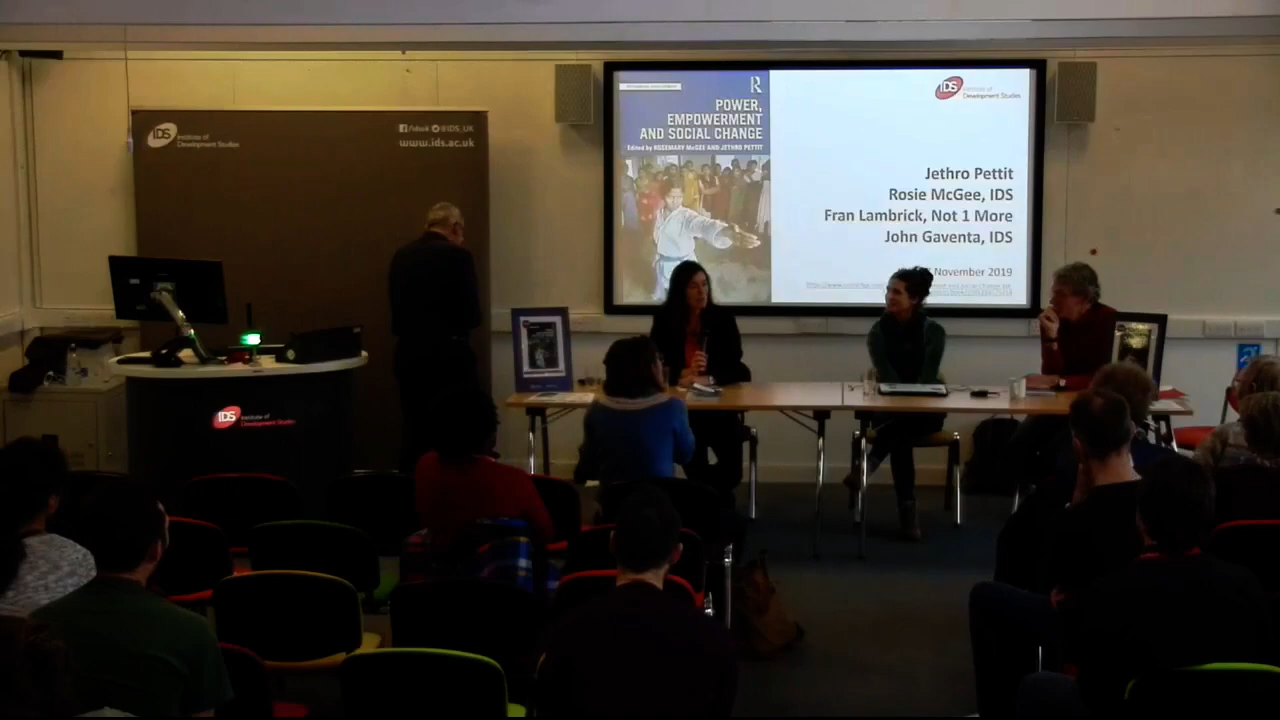 IDS
Institute of
Development Studies
/idsuk @IDS_UK
www.ids.ac.uk
R
POWER,
EMPOWERMENT
AND SOCIAL CHANGE
Edited by ROSEMARY McGEE AND JETHRO PETTIT
IDS
Institute of
Development Studies
Jethro Pettit
Rosie McGee, IDS
Fran Lambrick, Not 1 More
John Gaventa, IDS
November 2019
IDS
Institute of
Development Studies